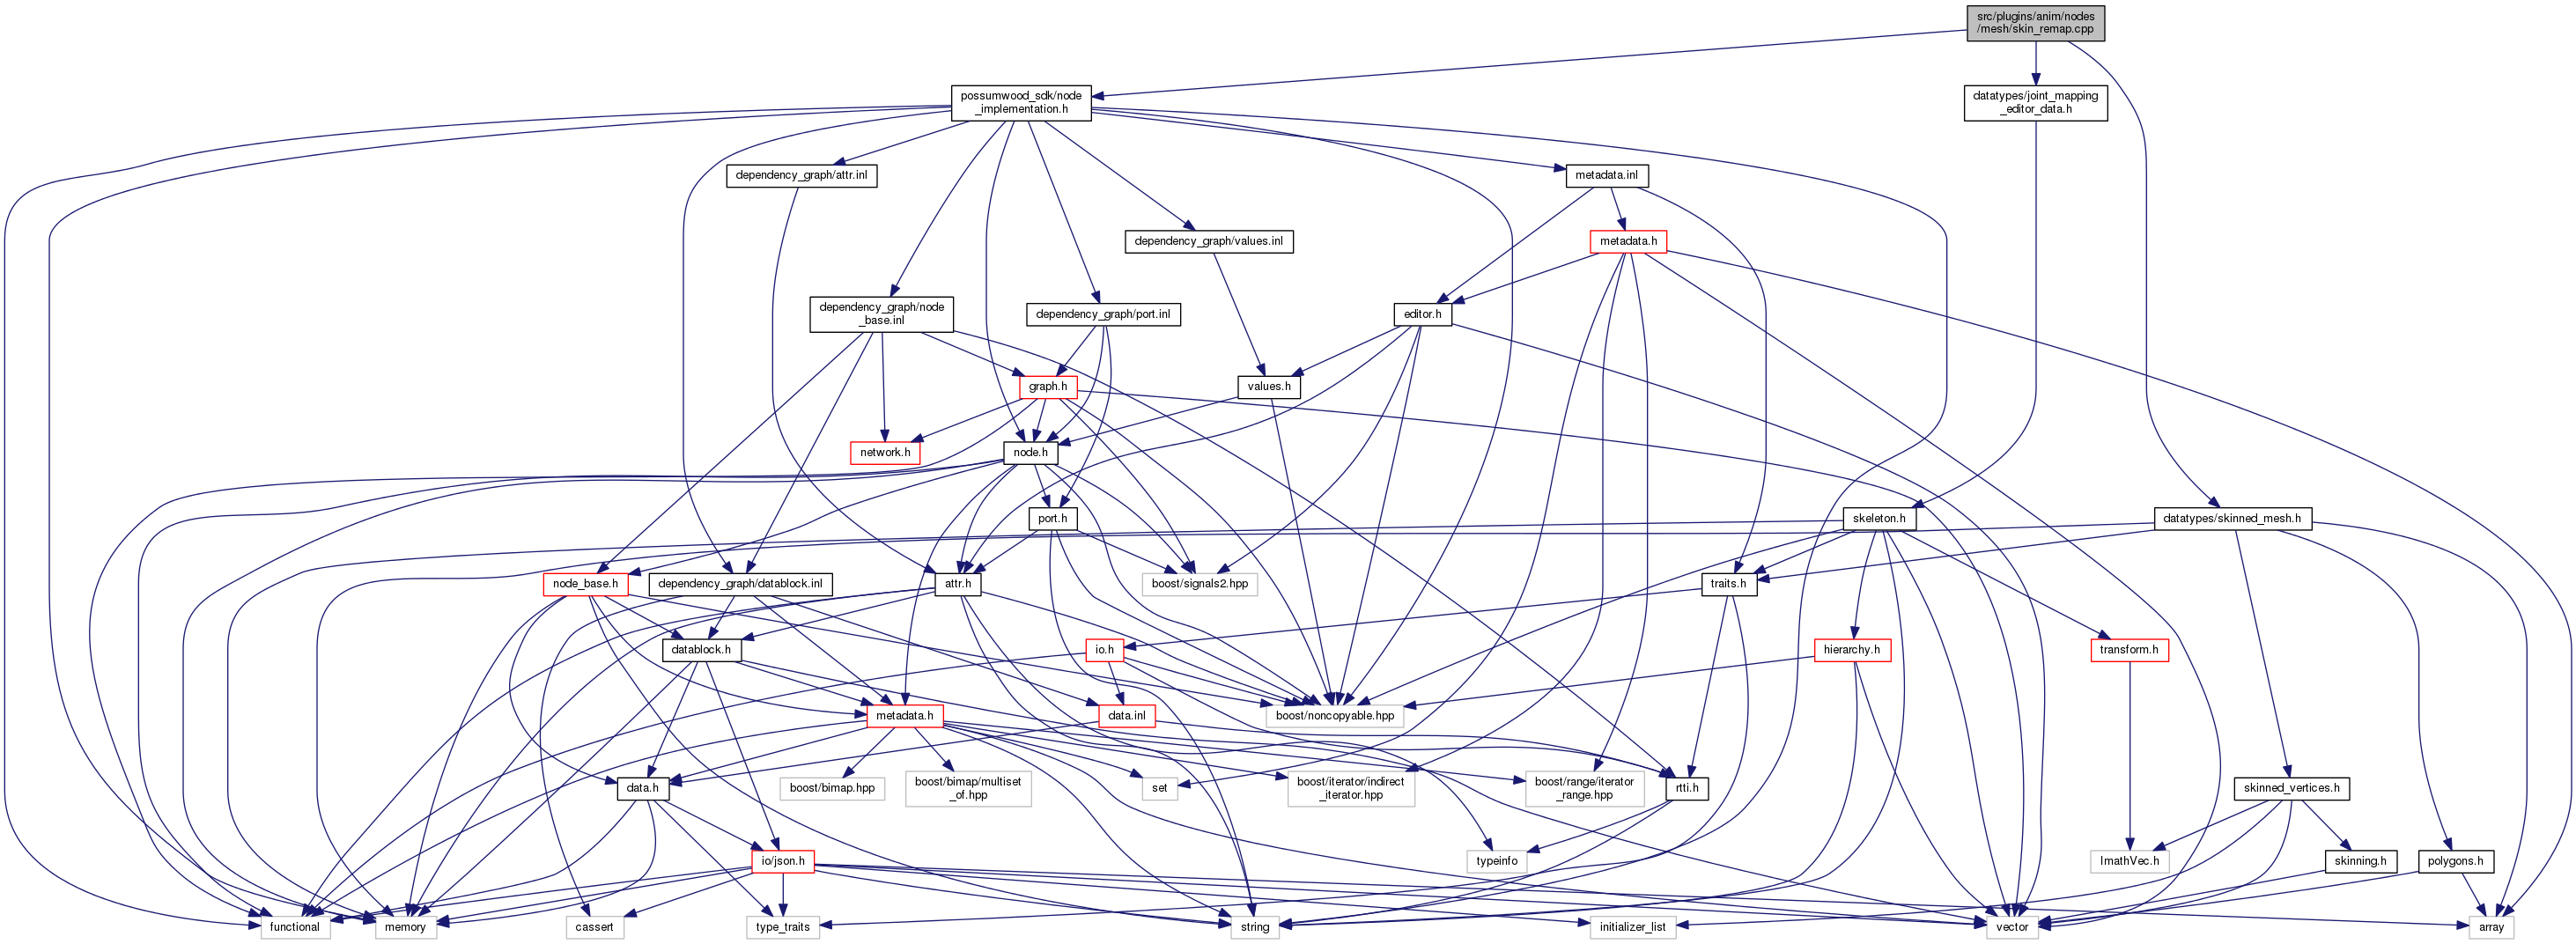 src/plugins/anim/nodes
/mesh/skin_remap.cpp
possumwood_sdk/node
_implementation.h
datatypes/joint_mapping
_editor_data.h
dependency_graph/attr.inl
metadata.inl
dependency_graph/values.inl
metadata.h
dependency_graph/node
_base.inl
dependency_graph/port.inl
editor.h
graph.h
values.h
network.h
node.h
port.h
skeleton.h
datatypes/skinned_mesh.h
node_base.h
dependency_graph/datablock.inl
attr.h
boost/signals2.hpp
traits.h
datablock.h
io.h
hierarchy.h
transform.h
metadata.h
data.inl
boost/noncopyable.hpp
data.h
boost/bimap.hpp
boost/bimap/multiset
_of.hpp
set
boost/iterator/indirect
_iterator.hpp
boost/range/iterator
_range.hpp
rtti.h
skinned_vertices.h
io/json.h
typeinfo
ImathVec.h
skinning.h
polygons.h
functional
memory
cassert
type_traits
string
initializer_list
vector
array